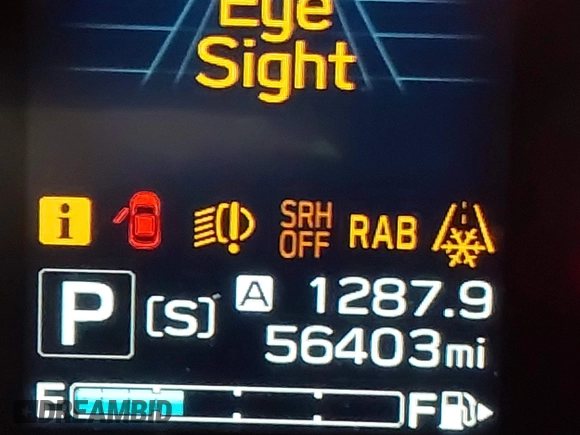 Eye
Sight
i
SRH
OFF
RAB
P [S] A 1287.9
56403mi
E F
DREAMBID